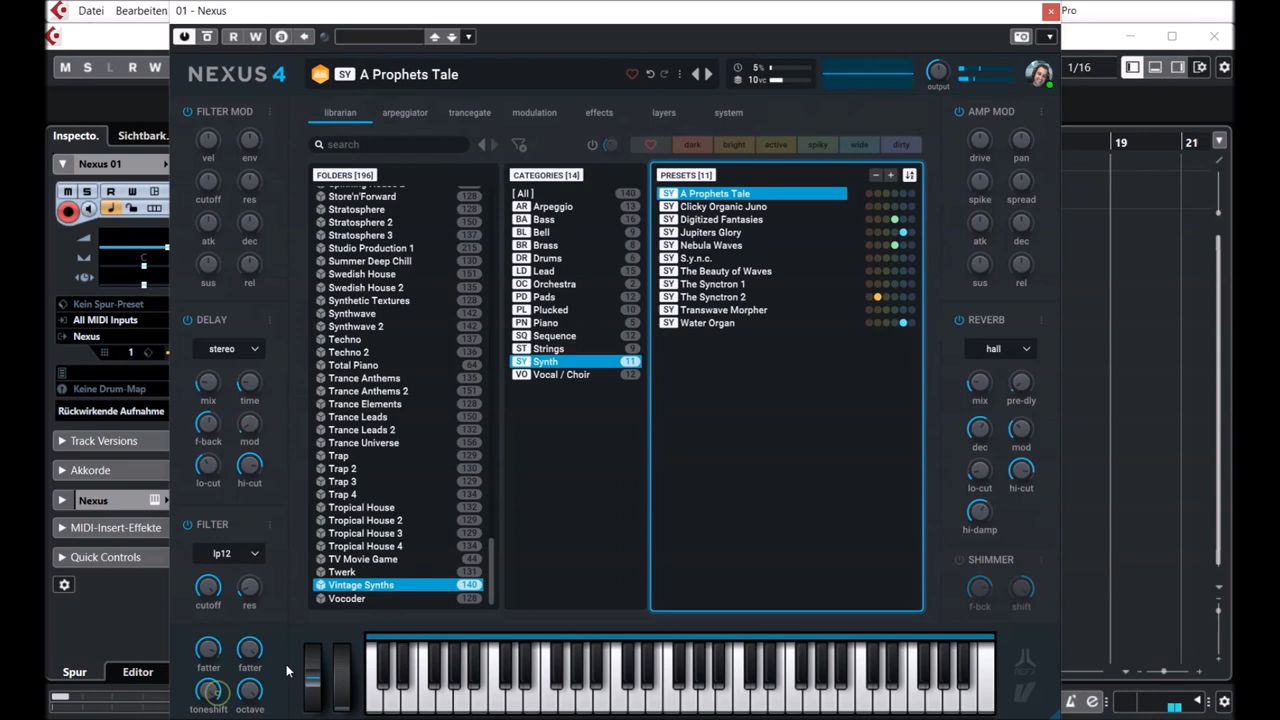 Datei
Bearbeiten
01 - Nexus
Pro
R W
a
M S L R W
1/16
NEXUS 4
SY A Prophets Tale
5%
10vc
output
librarian
arpeggiator
trancegate
modulation
effects
layers
system
search
dark
bright
active
spiky
wide
dirty
19
21
Inspecto.
Sichtbark.
Nexus 01
m S R W
Kein Spur-Preset
All MIDI Inputs
Nexus
1
Keine Drum-Map
Rückwirkende Aufnahme
Track Versions
Akkorde
Nexus
MIDI-Insert-Effekte
Quick Controls
Spur
Editor
FILTER MOD
vel
env
cutoff
res
atk
dec
sus
rel
DELAY
stereo
mix
time
f-back
mod
lo-cut
hi-cut
FILTER
lp12
cutoff
res
fatter
fatter
toneshift
octave
FOLDERS [196]
Store'n'Forward 128
Stratosphere 128
Stratosphere 2 128
Stratosphere 3 137
Studio Production 1 215
Summer Deep Chill 130
Swedish House 128
Swedish House 2 135
Synthetic Textures 128
Synthwave 142
Synthwave 2 142
Techno 137
Techno 2 136
Total Piano 64
Trance Anthems 135
Trance Anthems 2 131
Trance Elements 128
Trance Leads 150
Trance Leads 2 132
Trance Universe 156
Trap 129
Trap 2 130
Trap 3 131
Trap 4 134
Tropical House 132
Tropical House 2 129
Tropical House 3 129
Tropical House 4 134
TV Movie Game 44
Twerk 131
Vintage Synths 140
Vocoder 128
CATEGORIES [14]
[ All ] 140
AR Arpeggio 13
BA Bass 16
BL Bell 9
BR Brass 8
DR Drums 11
LD Lead 15
OC Orchestra 2
PD Pads 12
PL Plucked 10
PN Piano 5
SQ Sequence 12
ST Strings 9
SY Synth 11
VO Vocal / Choir 12
PRESETS [11]
SY A Prophets Tale
SY Clicky Organic Juno
SY Digitized Fantasies
SY Jupiters Glory
SY Nebula Waves
SY S.y.n.c.
SY The Beauty of Waves
SY The Synctron 1
SY The Synctron 2
SY Transwave Morpher
SY Water Organ
AMP MOD
drive
pan
spike
spread
atk
dec
sus
rel
REVERB
hall
mix
pre-dly
dec
mod
lo-cut
hi-cut
hi-damp
SHIMMER
f-bck
shift